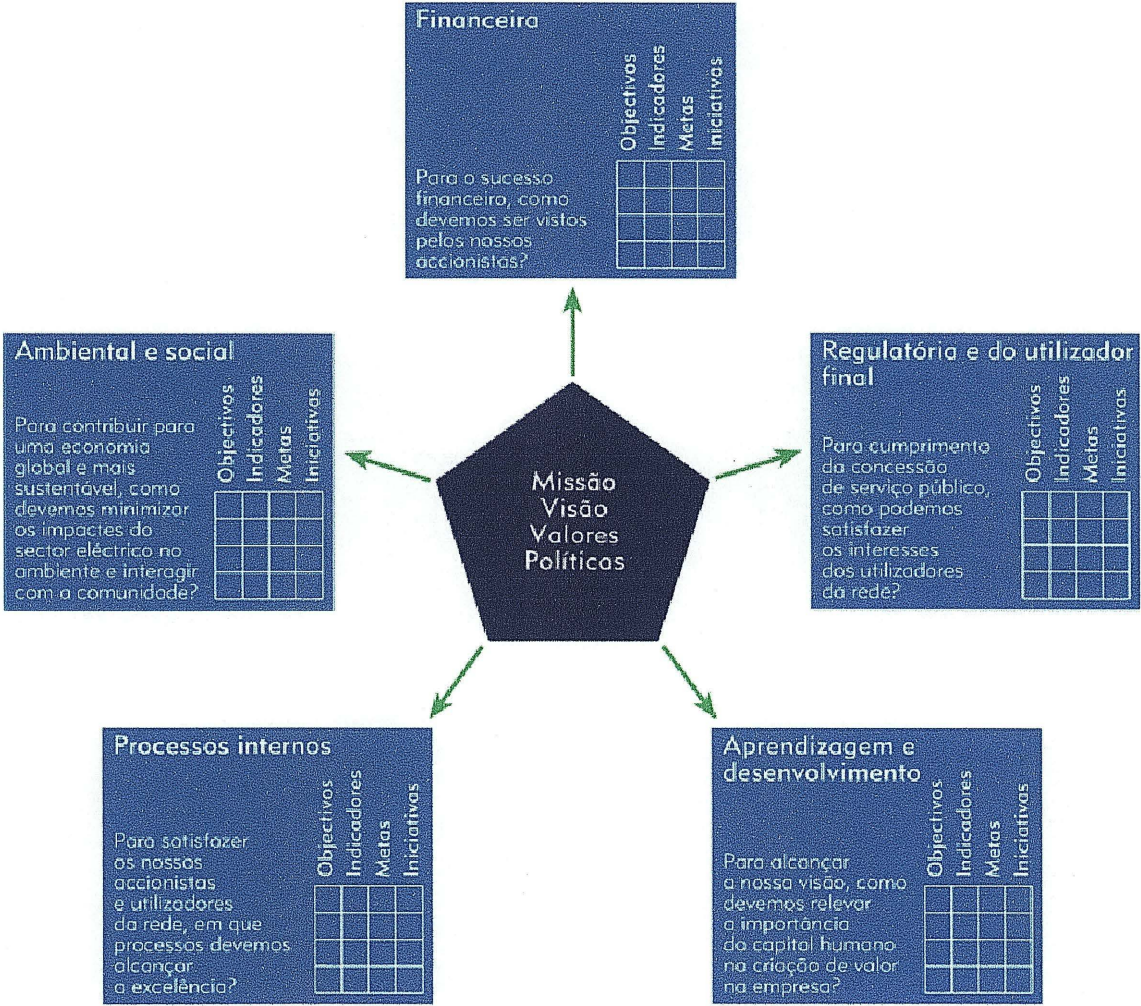 Financeira
Objectivos
Indicadores
Metas
Iniciativas
Para o sucesso
financeiro, como
devemos ser vistos
pelos nossos
accionistas?
Ambiental e social
Objectivos
Indicadores
Metas
Iniciativas
Para contribuir para
uma economia
global e mais
sustentável, como
devemos minimizar
os impactes do
sector eléctrico no
ambiente e interagir
com a comunidade?
Regulatória e do utilizador
final
Objectivos
Indicadores
Metas
Iniciativas
Para cumprimento
da concessão
de serviço público,
como podemos
satisfazer
os interesses
dos utilizadores
da rede?
Missão
Visão
Valores
Políticas
Processos internos
Objectivos
Indicadores
Metas
Iniciativas
Para satisfazer
os nossos
accionistas
e utilizadores
da rede, em que
processos devemos
alcançar
a excelência?
Aprendizagem e
desenvolvimento
Objectivos
Indicadores
Metas
Iniciativas
Para alcançar
a nossa visão, como
devemos relevar
a importância
do capital humano
na criação de valor
na empresa?